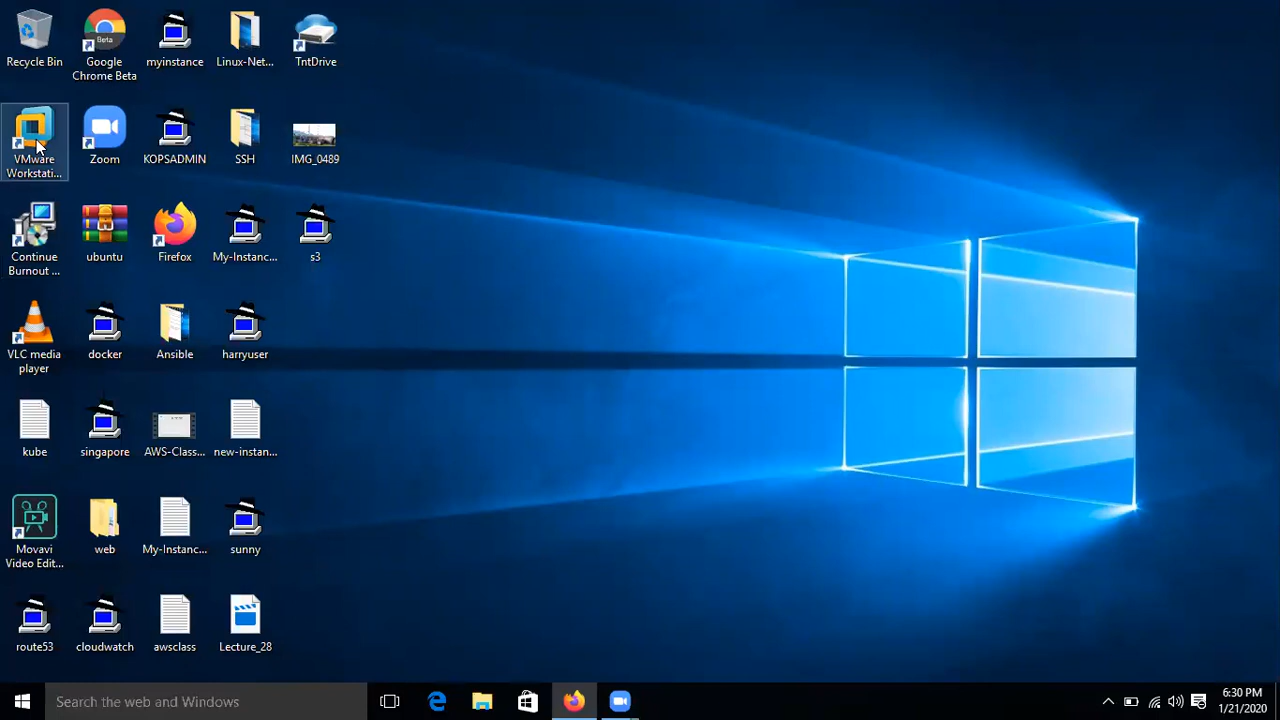 Recycle Bin
Google Chrome Beta
Beta
myinstance
Linux-Net...
TntDrive
VMware Workstati...
Zoom
KOPSADMIN
SSH
IMG_0489
Continue Burnout ...
ubuntu
Firefox
My-Instanc...
s3
VLC media player
docker
Ansible
harryuser
kube
singapore
AWS-Class...
new-instan...
Movavi Video Edit...
web
My-Instanc...
sunny
route53
cloudwatch
awsclass
Lecture_28
Search the web and Windows
6:30 PM
1/21/2020